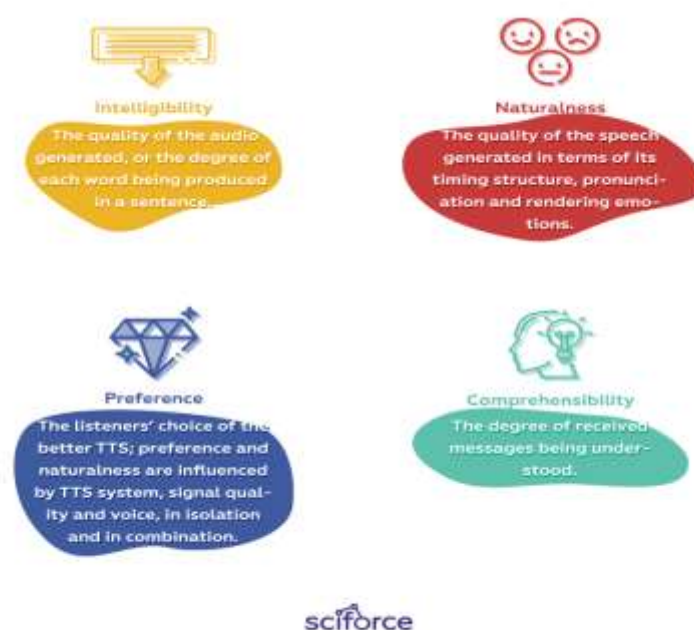 Intelligibility
The quality of the audio
generated, or the degree of
each word being produced
in a sentence.
Naturalness
The quality of the speech
generated in terms of its
timing structure, pronunci-
ation and rendering emo-
tions.
Preference
The listeners' choice of the
better TTS; preference and
naturalness are influenced
by TTS system, signal qual-
ity and voice, in isolation
and in combination.
Comprehensibility
The degree of received
messages being under-
stood.
sciforce